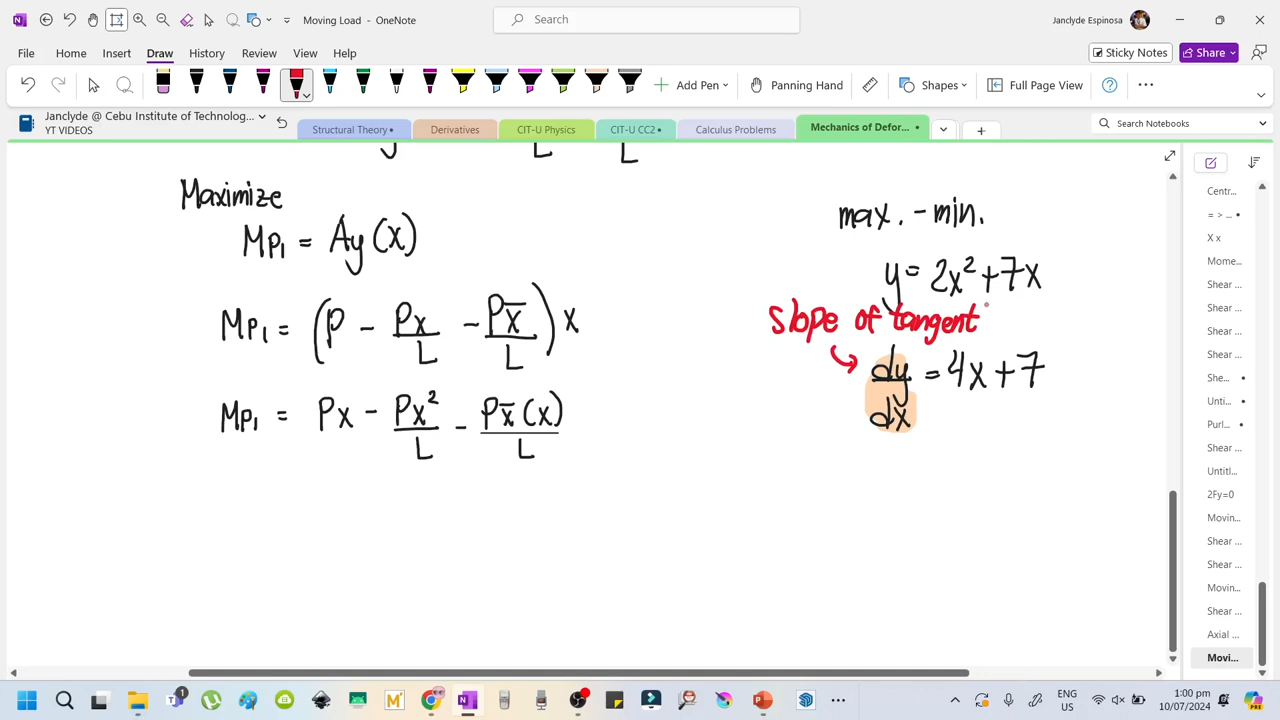 Moving Load - OneNote
Search
Janclyde Espinosa
File Home Insert Draw History Review View Help
Sticky Notes
Share
Add Pen
Panning Hand
Shapes
Full Page View
Janclyde @ Cebu Institute of Technolog...
YT VIDEOS
Structural Theory
Derivatives
CIT-U Physics
CIT-U CC2
Calculus Problems
Mechanics of Defor...
Search Notebooks
y L L
Maximize
Mp1 = Ay(x)
Mp1 = (P - Px/L - Px̅/L) x
Mp1 = Px - Px²/L - Px̅(x)/L
max. - min.
y = 2x² + 7x
slope of tangent
dy/dx = 4x + 7
Centr...
= > ...
X x
Mome...
Shear ...
Shear ...
Shear ...
Shear ...
She...
Unti...
Pur...
Shear ...
Untitl...
2Fy=0
Movin...
Shear ...
Shear ...
Movin...
Shear ...
Axial ...
Movi...
ENG
US
1:00 pm
10/07/2024